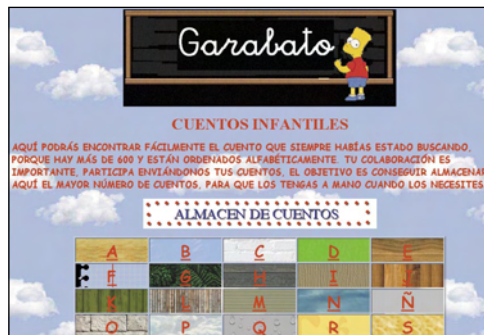 Garabato
CUENTOS INFANTILES
AQUÍ PODRÁS ENCONTRAR FÁCILMENTE EL CUENTO QUE SIEMPRE HABÍAS ESTADO BUSCANDO,
PORQUE HAY MÁS DE 600 Y ESTÁN ORDENADOS ALFABÉTICAMENTE. TU COLABORACIÓN ES
IMPORTANTE, PARTICIPA ENVIÁNDONOS TUS CUENTOS, EL OBJETIVO ES CONSEGUIR ALMACENAR
AQUÍ EL MAYOR NÚMERO DE CUENTOS, PARA QUE LOS TENGAS A MANO CUANDO LOS NECESITES
ALMACEN DE CUENTOS
A B C D E
F G H I J
K L M N Ñ
O P Q R S